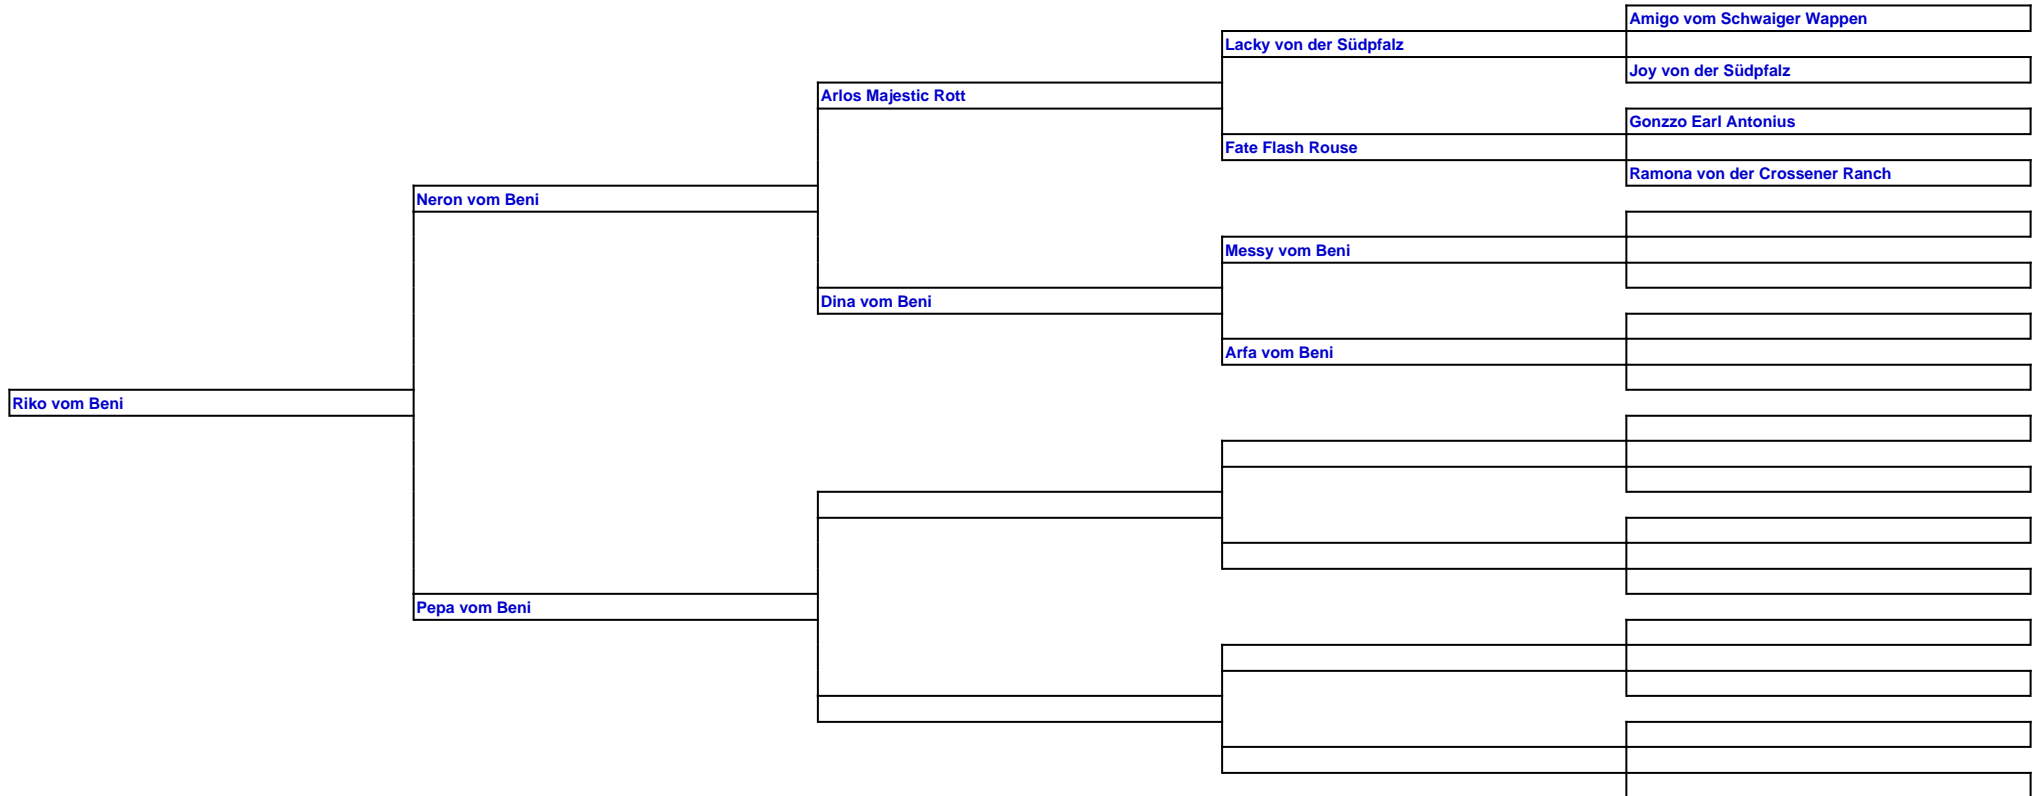 Amigo vom Schwaiger Wappen
Lacky von der Südpfalz
Joy von der Südpfalz
Arlos Majestic Rott
Gonzzo Earl Antonius
Fate Flash Rouse
Ramona von der Crossener Ranch
Neron vom Beni
Messy vom Beni
Dina vom Beni
Arfa vom Beni
Riko vom Beni
Pepa vom Beni